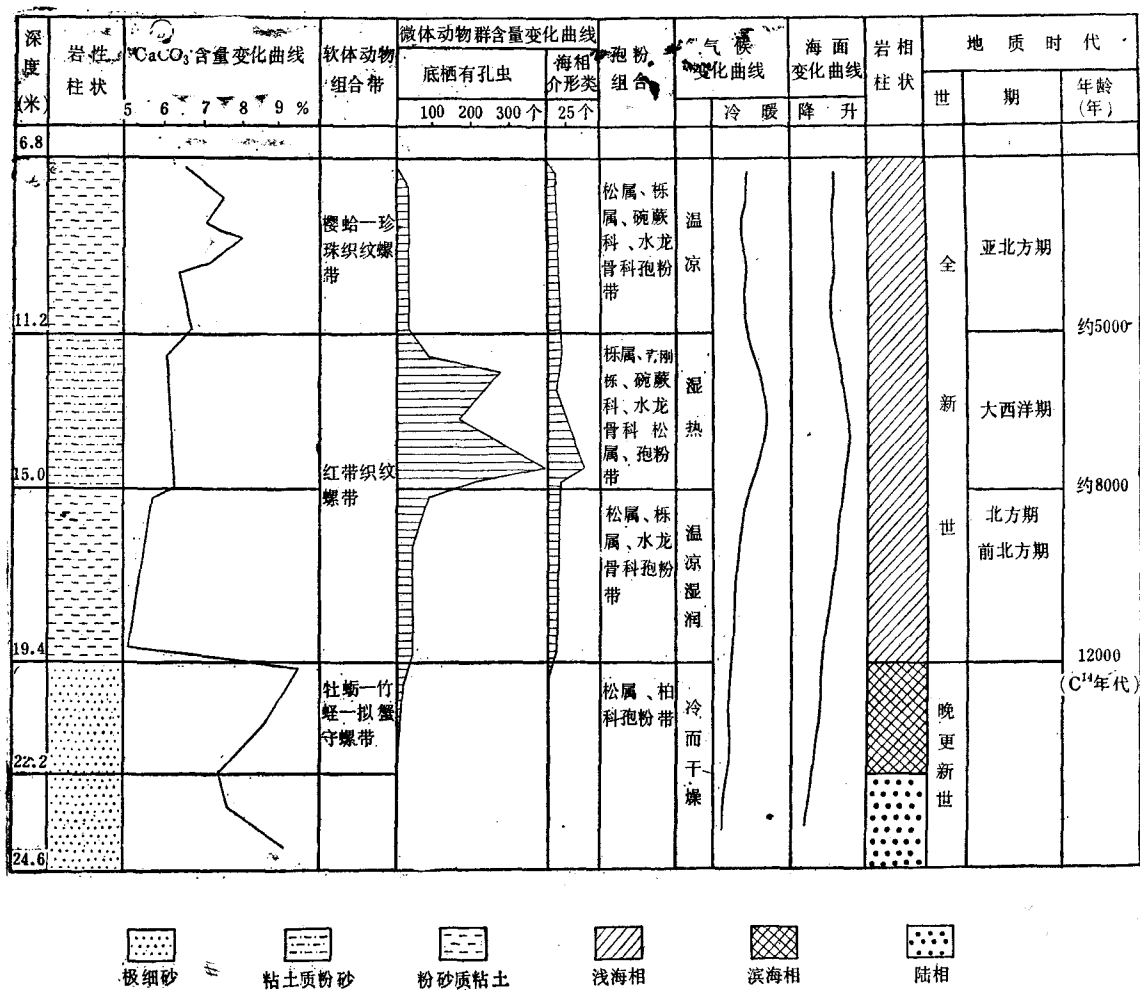 深度(米)
岩性柱状
CaCO₃含量变化曲线
5 6 7 8 9 %
软体动物组合带
微体动物群含量变化曲线
底栖有孔虫
100 200 300个
海相介形类
25个
孢粉组合
气候变化曲线
冷 暖
海面变化曲线
降 升
岩相柱状
地质时代
世
期
年龄(年)
6.8
11.2
15.0
19.4
22.2
24.6
樱蛤一珍
珠织纹螺
带
红带织纹
螺带
牡蛎一竹
蛏一拟蟹
守螺带
松属、栎
属、碗蕨
科、水龙
骨科孢粉
带
栎属、青刚
栎、碗蕨
科、水龙
骨科 松
属、孢粉
带
松属、栎
属、水龙
骨科孢粉
带
松属、柏
科孢粉带
温凉
湿热
温凉湿润
冷而干燥
全新世
晚更新世
亚北方期
大西洋期
北方期
前北方期
约5000
约8000
12000
(C¹⁴年代)
极细砂
粘土质粉砂
粉砂质粘土
浅海相
滨海相
陆相